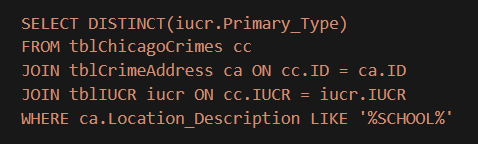 SELECT DISTINCT(iucr.Primary_Type)
FROM tblChicagoCrimes cc
JOIN tblCrimeAddress ca ON cc.ID = ca.ID
JOIN tblIUCR iucr ON cc.IUCR = iucr.IUCR
WHERE ca.Location_Description LIKE '%SCHOOL%'